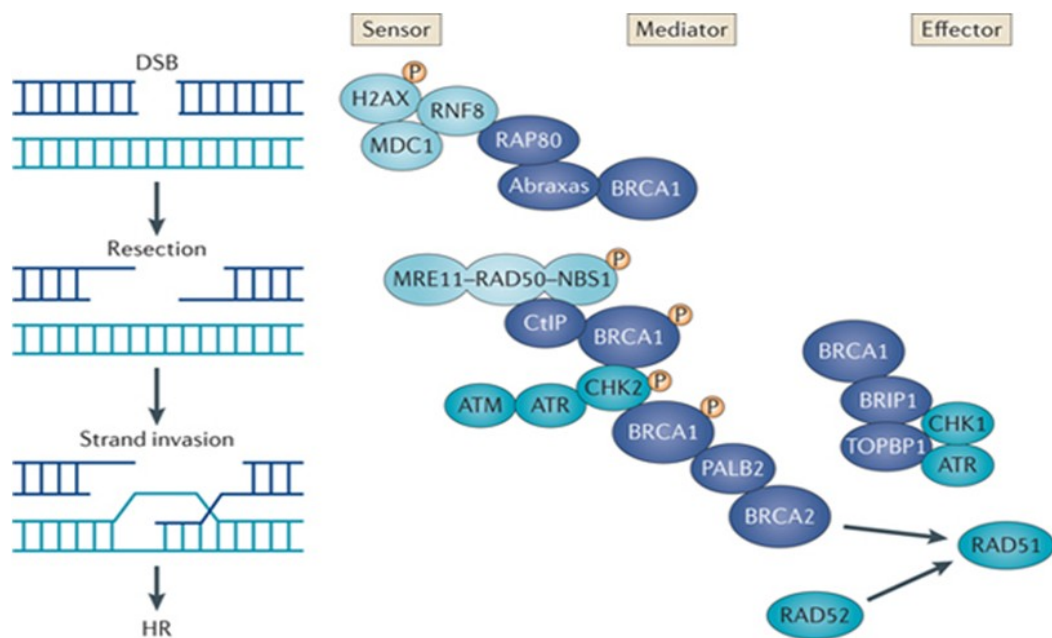 Sensor
Mediator
Effector
DSB
P
H2AX
RNF8
MDC1
RAP80
Abraxas
BRCA1
Resection
P
MRE11–RAD50–NBS1
CtIP
BRCA1
P
BRCA1
BRIP1
CHK1
TOPBP1
ATR
ATM
ATR
CHK2
P
P
BRCA1
PALB2
BRCA2
Strand invasion
RAD51
RAD52
HR